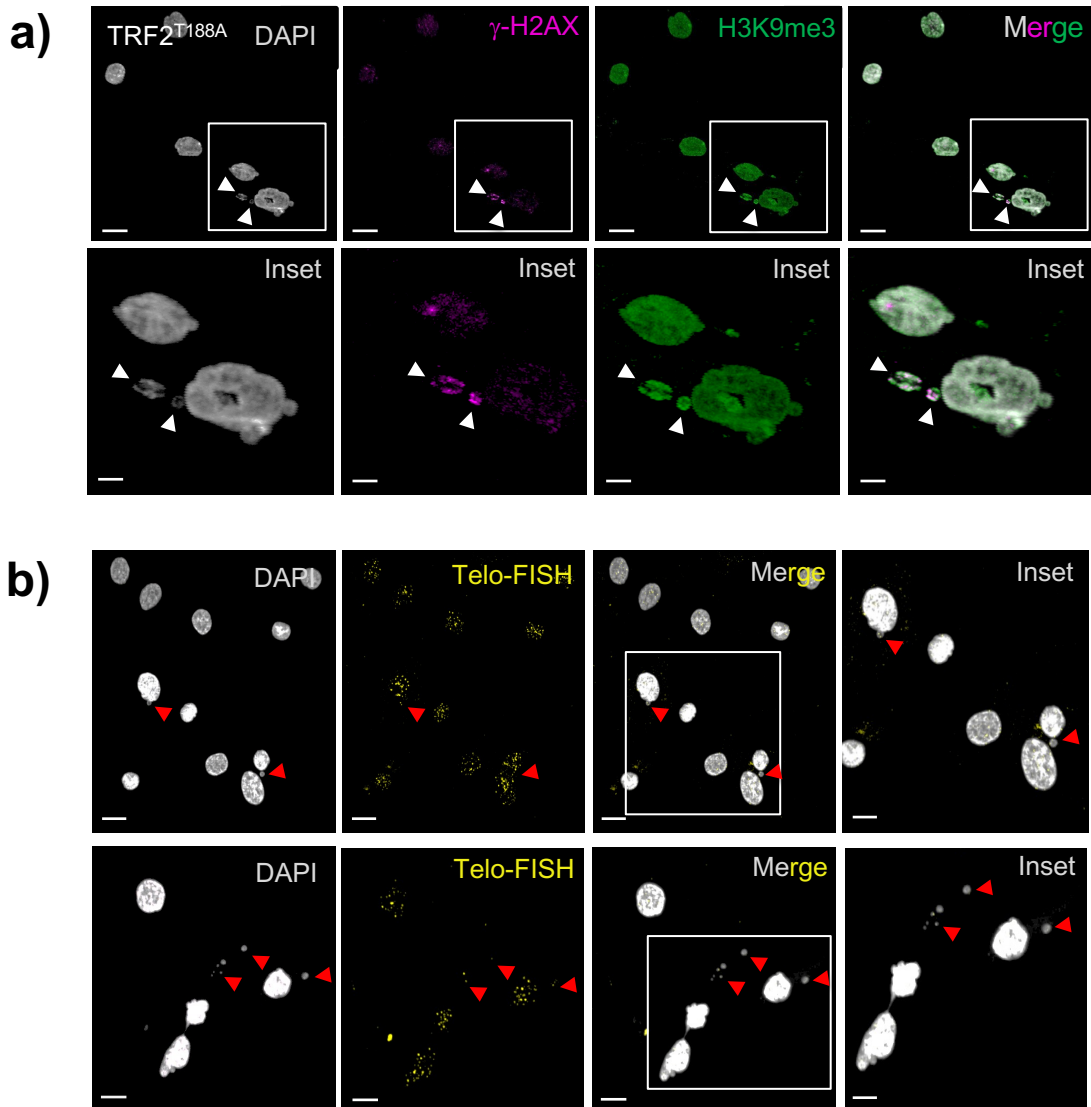 a)
TRF2T188A DAPI
γ-H2AX
H3K9me3
Merge
Inset
Inset
Inset
Inset
b)
DAPI
Telo-FISH
Merge
Inset
DAPI
Telo-FISH
Merge
Inset